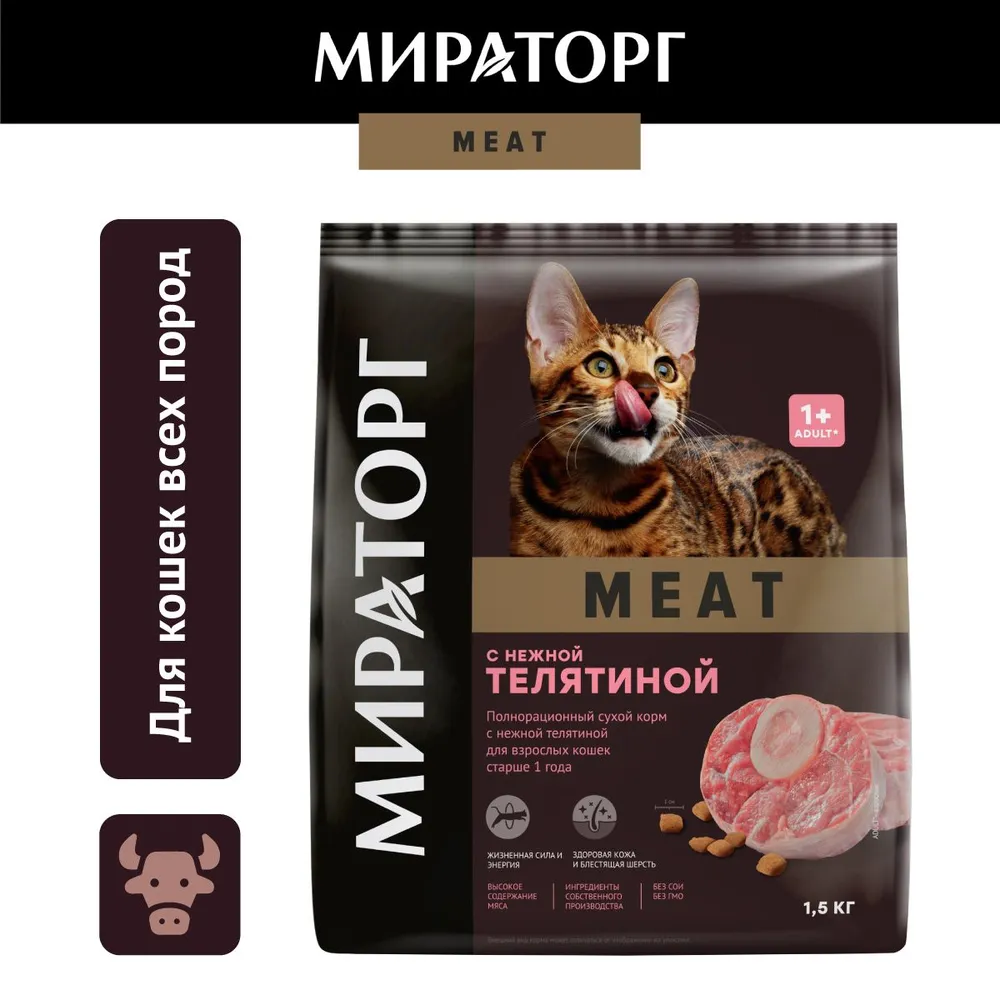 МИРАТОРГ
MEAT
Для кошек всех пород
МИРАТОРГ
1+
ADULT*
MEAT
С НЕЖНОЙ
ТЕЛЯТИНОЙ
Полнорационный сухой корм
с нежной телятиной
для взрослых кошек
старше 1 года
1 см
ЖИЗНЕННАЯ СИЛА И
ЭНЕРГИЯ
ЗДОРОВАЯ КОЖА
И БЛЕСТЯЩАЯ ШЕРСТЬ
ВЫСОКОЕ
СОДЕРЖАНИЕ
МЯСА
ИНГРЕДИЕНТЫ
СОБСТВЕННОГО
ПРОИЗВОДСТВА
БЕЗ СОИ
БЕЗ ГМО
1,5 КГ